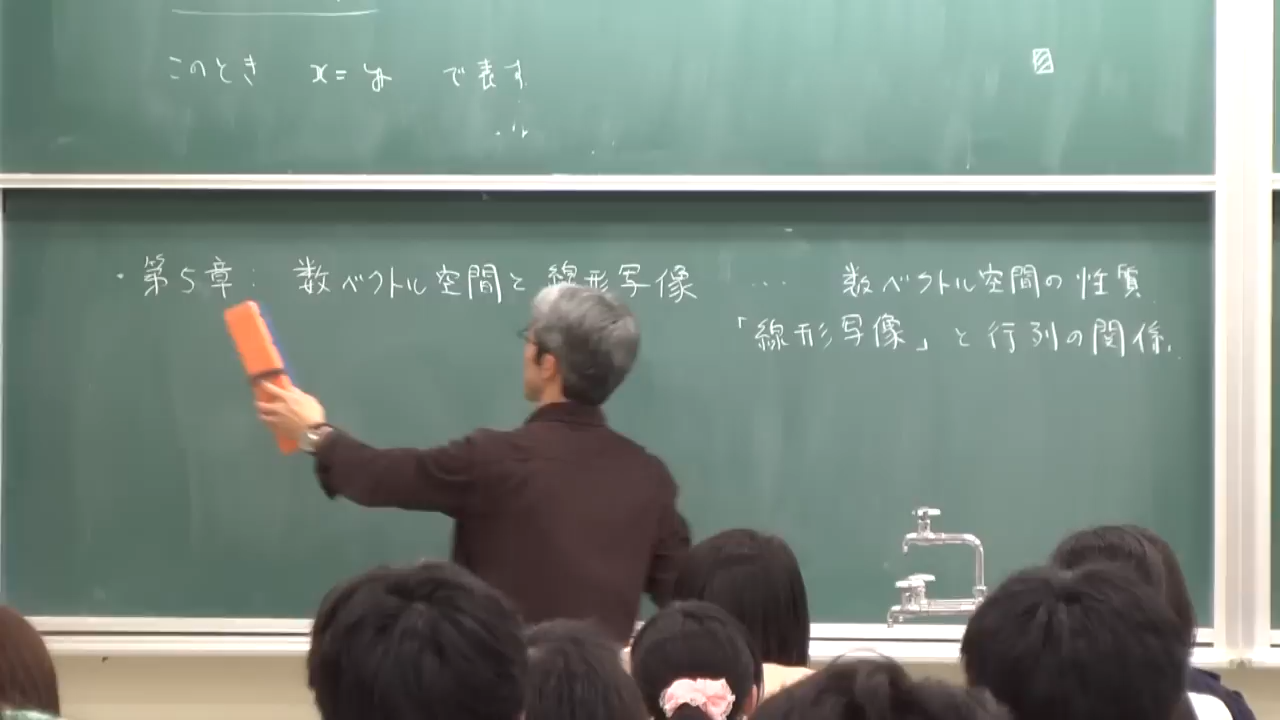 このとき x = y で表す.
・第5章: 数ベクトル空間と線形写像 … 数ベクトル空間の性質
「線形写像」と行列の関係.